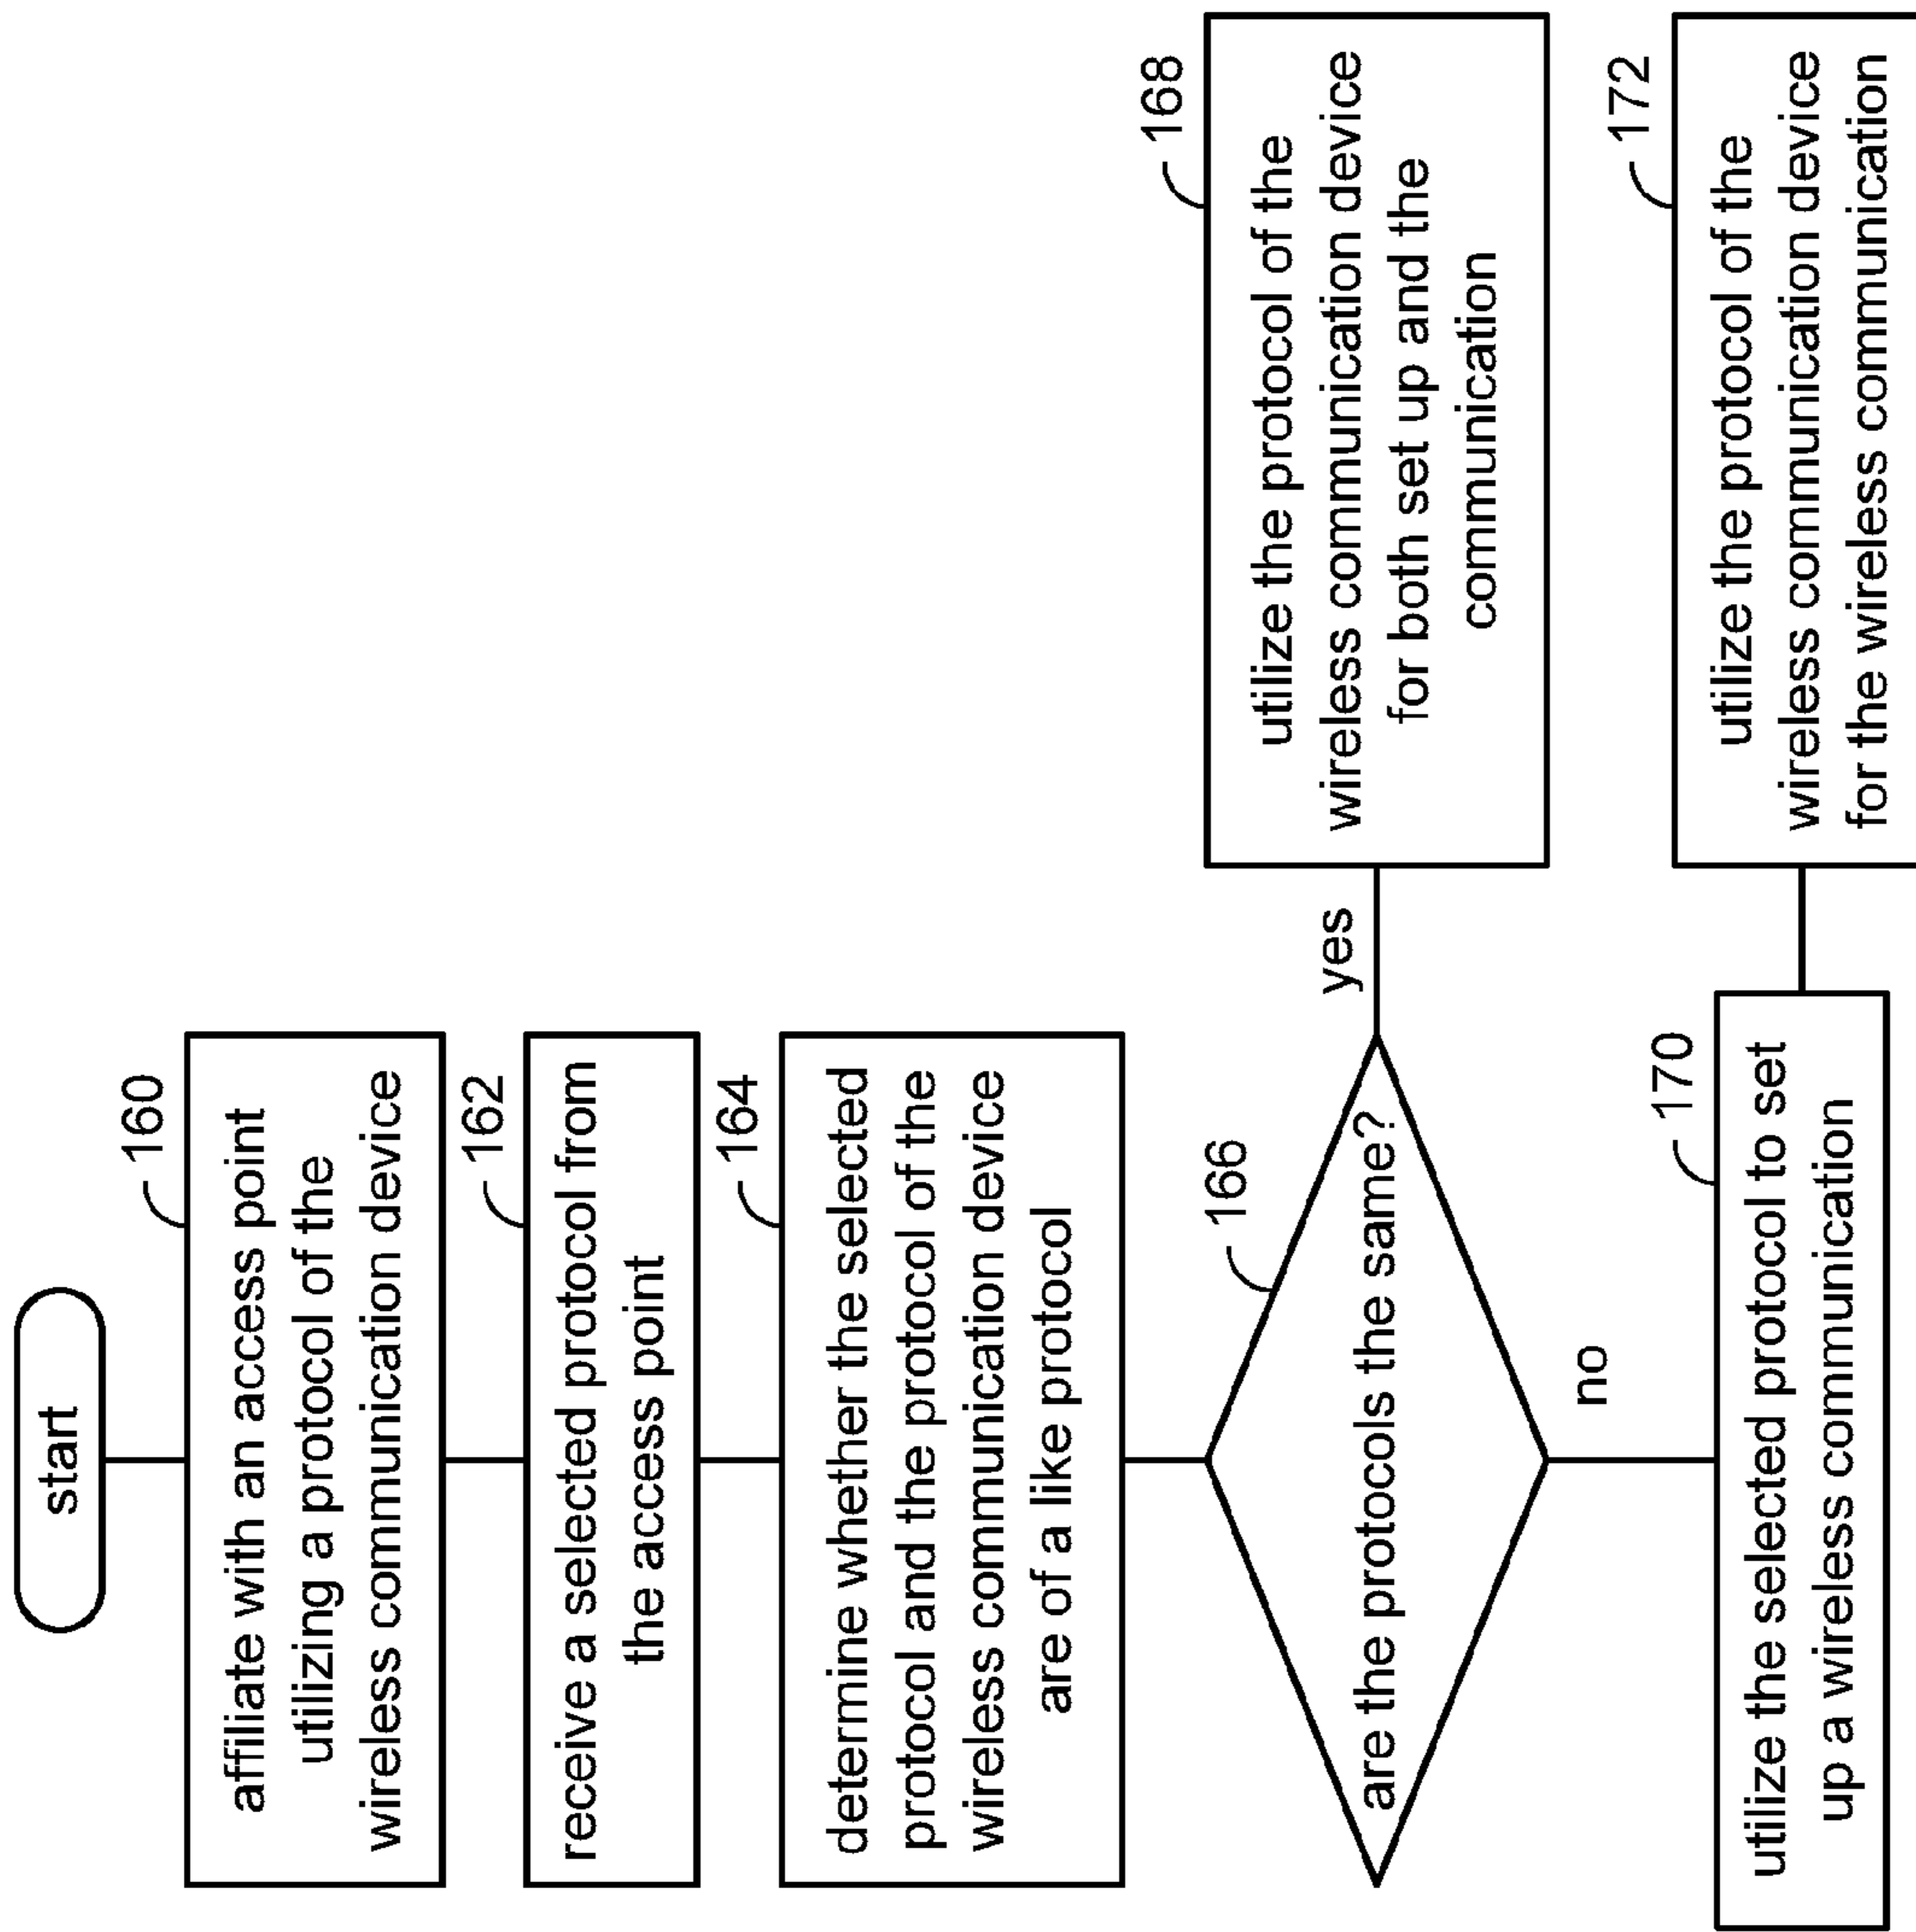 start
160
affiliate with an access point
utilizing a protocol of the
wireless communication device
162
receive a selected protocol from
the access point
164
determine whether the selected
protocol and the protocol of the
wireless communication device
are of a like protocol
166
are the protocols the same?
yes
168
utilize the protocol of the
wireless communication device
for both set up and the
communication
no
170
utilize the selected protocol to set
up a wireless communication
172
utilize the protocol of the
wireless communication device
for the wireless communication